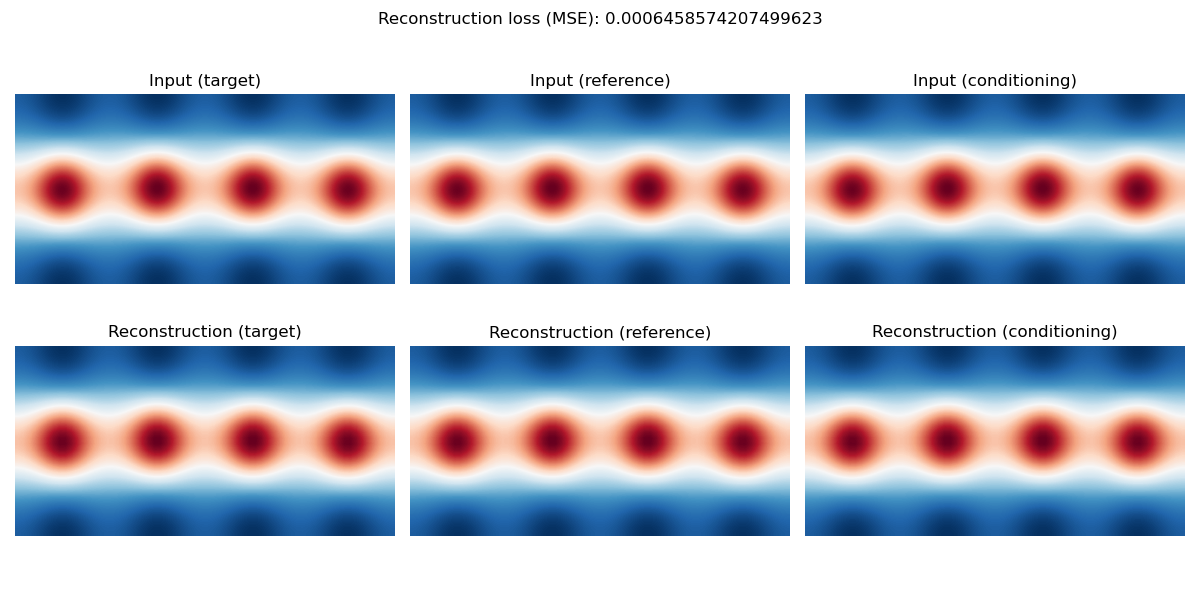 Reconstruction loss (MSE): 0.0006458574207499623
Input (target)
Input (reference)
Input (conditioning)
Reconstruction (target)
Reconstruction (reference)
Reconstruction (conditioning)